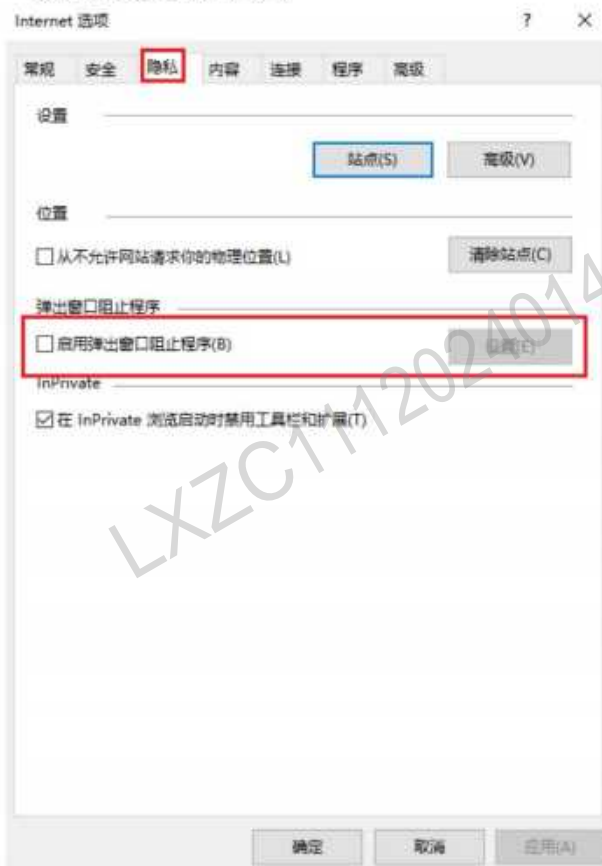 Internet 选项 ? ×
常规 安全 隐私 内容 连接 程序 高级
设置
站点(S) 高级(V)
位置
从不允许网站请求你的物理位置(L) 清除站点(C)
弹出窗口阻止程序
启用弹出窗口阻止程序(B) 设置(E)
InPrivate
在 InPrivate 浏览启动时禁用工具栏和扩展(T)
LXZC1112024014
确定 取消 应用(A)